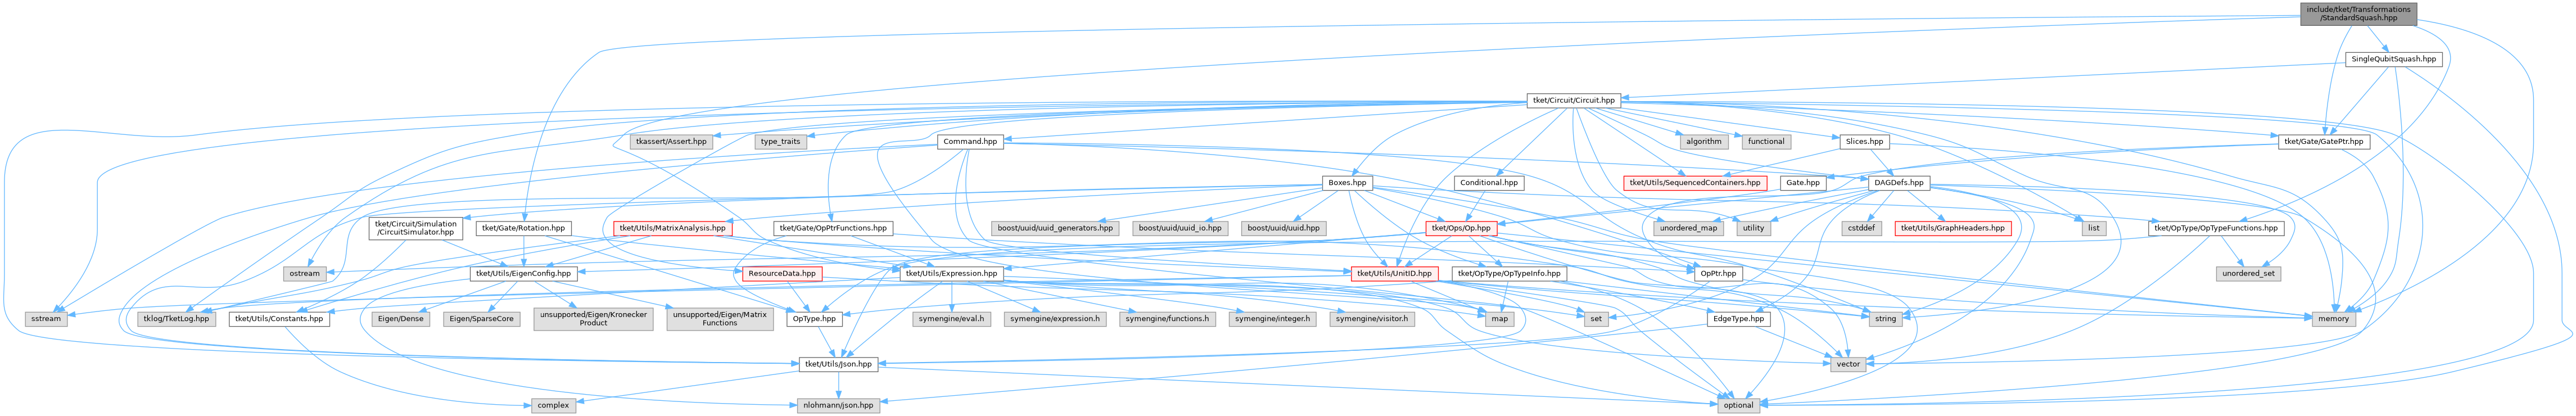 include/tket/Transformations
/StandardSquash.hpp
SingleQubitSquash.hpp
tket/Circuit/Circuit.hpp
tkassert/Assert.hpp
type_traits
Command.hpp
algorithm
functional
Slices.hpp
tket/Gate/GatePtr.hpp
Boxes.hpp
Conditional.hpp
tket/Utils/SequencedContainers.hpp
Gate.hpp
DAGDefs.hpp
tket/Circuit/Simulation
/CircuitSimulator.hpp
tket/Gate/Rotation.hpp
tket/Utils/MatrixAnalysis.hpp
tket/Gate/OpPtrFunctions.hpp
boost/uuid/uuid_generators.hpp
boost/uuid/uuid_io.hpp
boost/uuid/uuid.hpp
tket/Ops/Op.hpp
unordered_map
utility
cstddef
tket/Utils/GraphHeaders.hpp
list
tket/OpType/OpTypeFunctions.hpp
ostream
tket/Utils/EigenConfig.hpp
ResourceData.hpp
tket/Utils/Expression.hpp
tket/Utils/UnitID.hpp
tket/OpType/OpTypeInfo.hpp
OpPtr.hpp
unordered_set
sstream
tklog/TketLog.hpp
tket/Utils/Constants.hpp
Eigen/Dense
Eigen/SparseCore
unsupported/Eigen/Kronecker
Product
unsupported/Eigen/Matrix
Functions
OpType.hpp
symengine/eval.h
symengine/expression.h
symengine/functions.h
symengine/integer.h
symengine/visitor.h
map
set
EdgeType.hpp
string
memory
tket/Utils/Json.hpp
vector
complex
nlohmann/json.hpp
optional